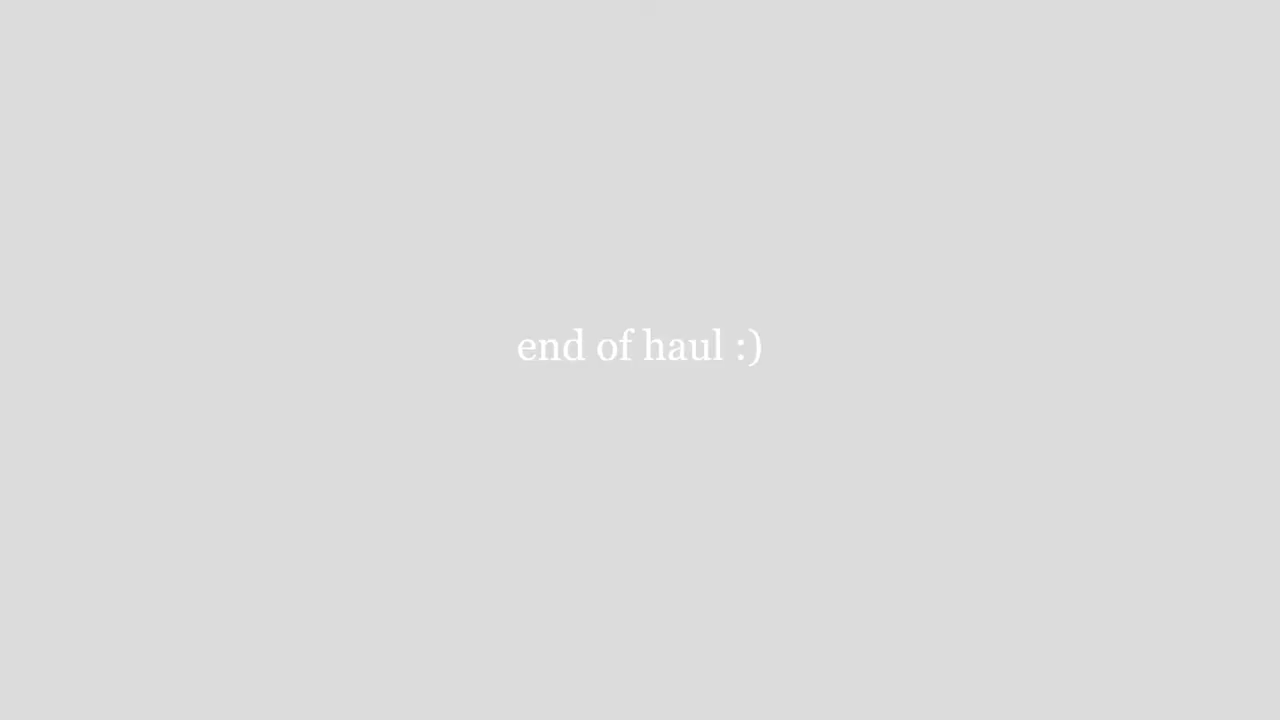 end of haul :)